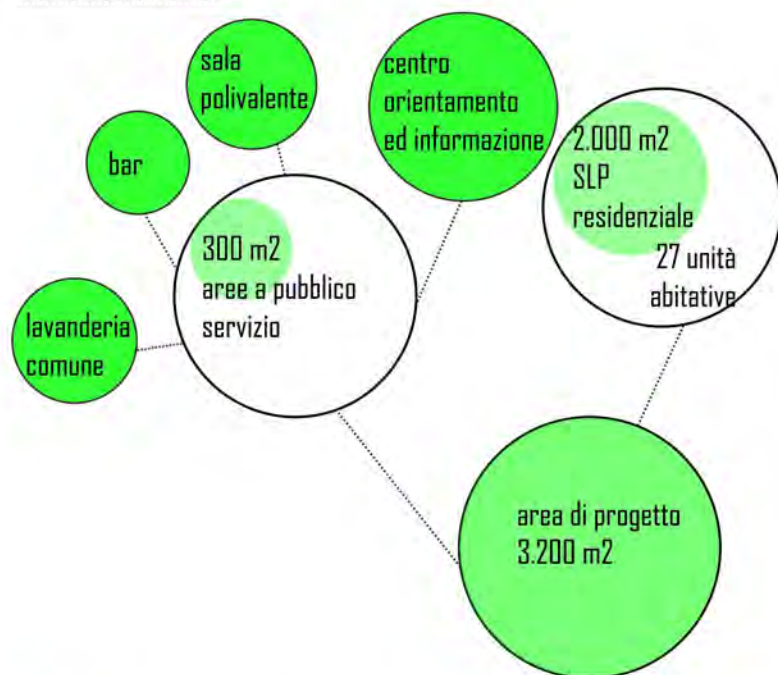 sala
polivalente
centro
orientamento
ed informazione
bar
2.000 m2
SLP
residenziale
27 unità
abitative
300 m2
aree a pubblico
servizio
lavanderia
comune
area di progetto
3.200 m2